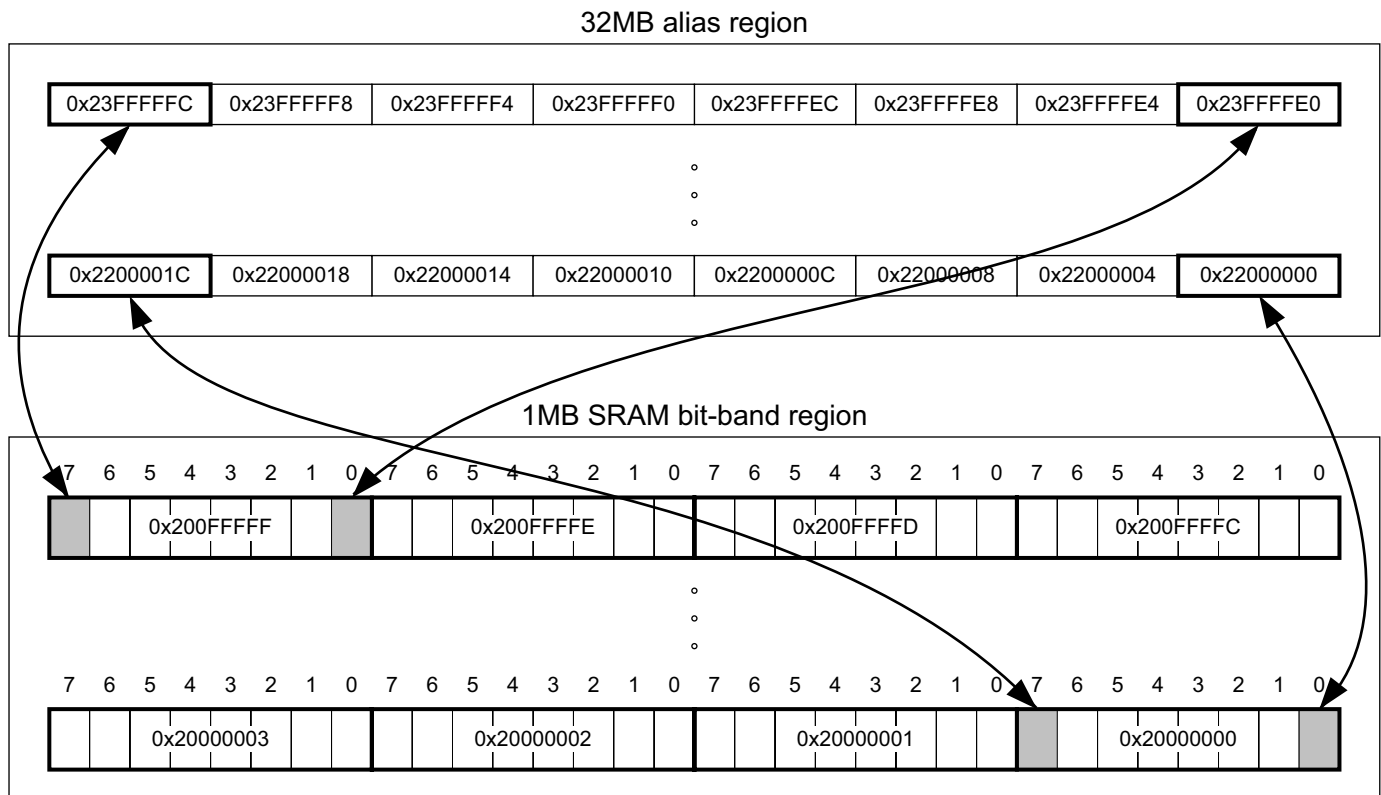 32MB alias region
0x23FFFFFC 0x23FFFFF8 0x23FFFFF4 0x23FFFFF0 0x23FFFFEC 0x23FFFFE8 0x23FFFFE4 0x23FFFFE0
0x2200001C 0x22000018 0x22000014 0x22000010 0x2200000C 0x22000008 0x22000004 0x22000000
1MB SRAM bit-band region
7 6 5 4 3 2 1 0 7 6 5 4 3 2 1 0 7 6 5 4 3 2 1 0 7 6 5 4 3 2 1 0
0x200FFFFF 0x200FFFFE 0x200FFFFD 0x200FFFFC
7 6 5 4 3 2 1 0 7 6 5 4 3 2 1 0 7 6 5 4 3 2 1 0 7 6 5 4 3 2 1 0
0x20000003 0x20000002 0x20000001 0x20000000